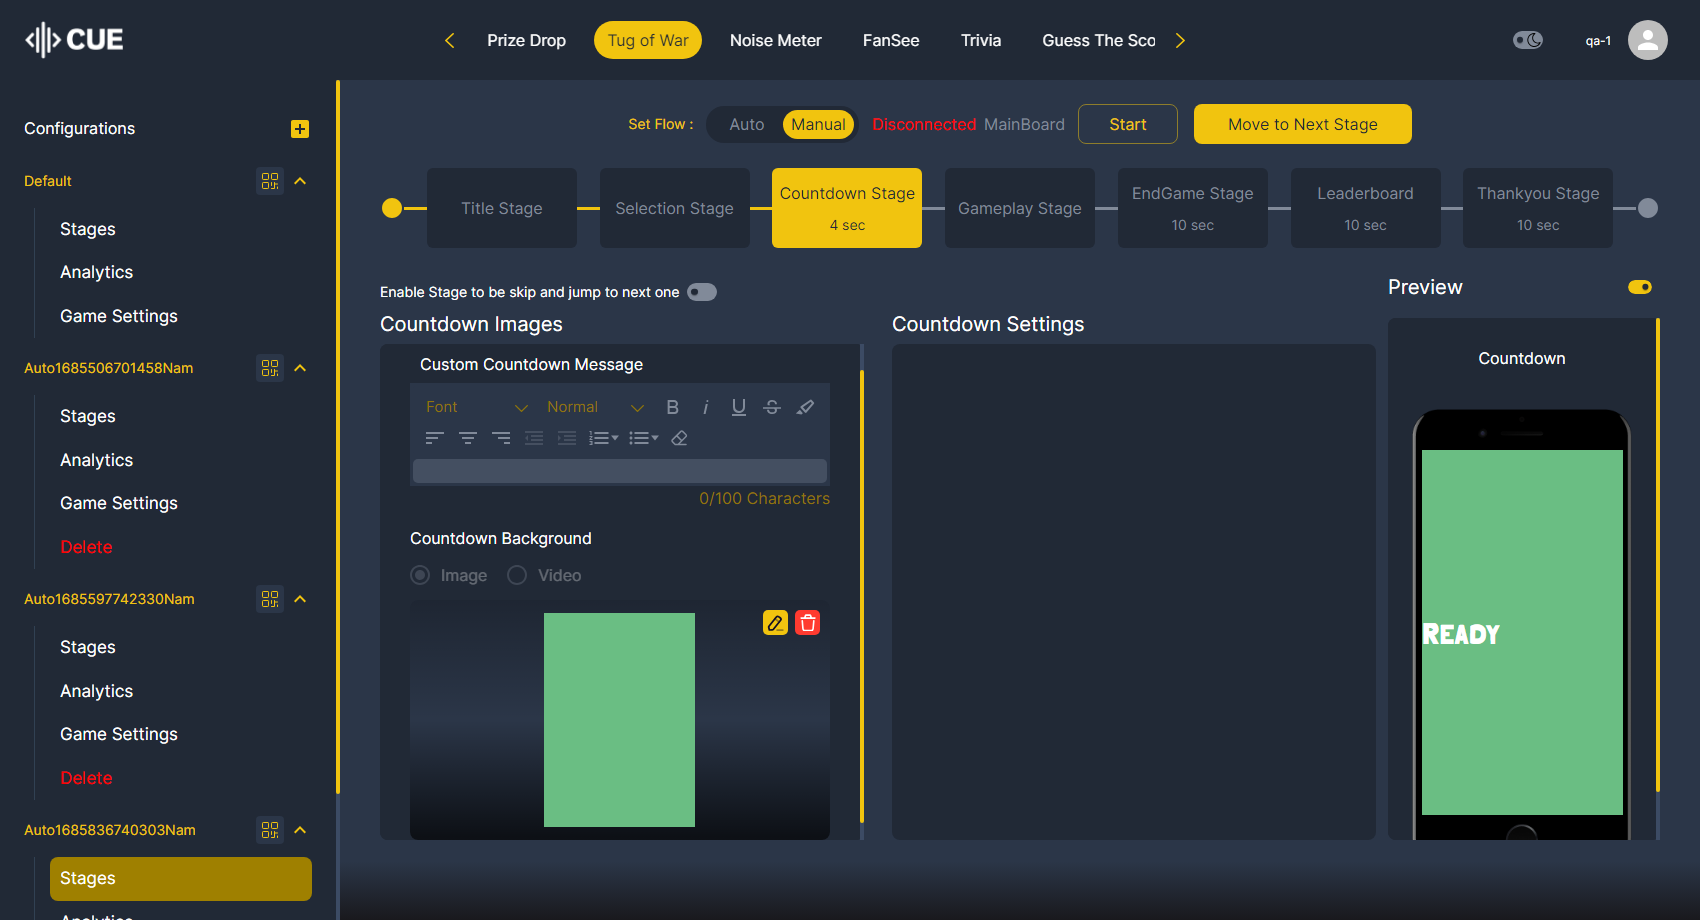 CUE
Prize Drop
Tug of War
Noise Meter
FanSee
Trivia
Guess The Sco
qa-1
Configurations
Default
Stages
Analytics
Game Settings
Auto1685506701458Nam
Stages
Analytics
Game Settings
Delete
Auto1685597742330Nam
Stages
Analytics
Game Settings
Delete
Auto1685836740303Nam
Stages
Analytics
Set Flow :
Auto
Manual
Disconnected MainBoard
Start
Move to Next Stage
Title Stage
Selection Stage
Countdown Stage
4 sec
Gameplay Stage
EndGame Stage
10 sec
Leaderboard
10 sec
Thankyou Stage
10 sec
Enable Stage to be skip and jump to next one
Countdown Images
Custom Countdown Message
Font
Normal
B
i
U
S
0/100 Characters
Countdown Background
Image
Video
Countdown Settings
Preview
Countdown
READY